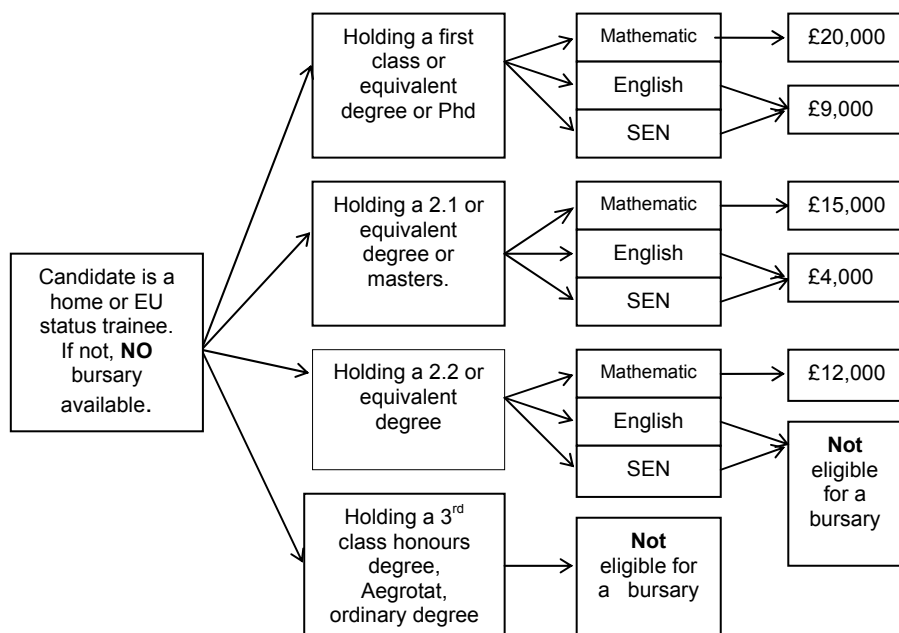 Candidate is a
home or EU
status trainee.
If not, NO
bursary
available.
Holding a first
class or
equivalent
degree or Phd
Mathematic
English
SEN
£20,000
£9,000
Holding a 2.1 or
equivalent
degree or
masters.
Mathematic
English
SEN
£15,000
£4,000
Holding a 2.2 or
equivalent
degree
Mathematic
English
SEN
£12,000
Not
eligible
for a
bursary
Holding a 3rd
class honours
degree,
Aegrotat,
ordinary degree
Not
eligible for
a bursary